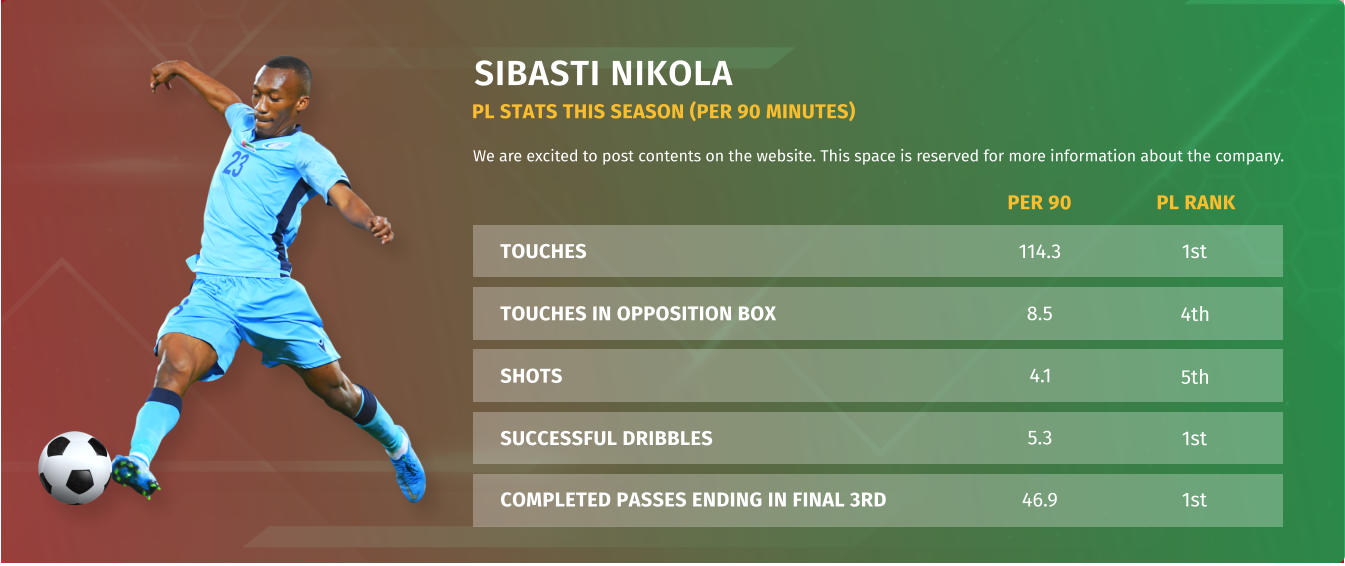 SIBASTI NIKOLA
PL STATS THIS SEASON (PER 90 MINUTES)
We are excited to post contents on the website. This space is reserved for more information about the company.
PER 90 PL RANK
TOUCHES 114.3 1st
TOUCHES IN OPPOSITION BOX 8.5 4th
SHOTS 4.1 5th
SUCCESSFUL DRIBBLES 5.3 1st
COMPLETED PASSES ENDING IN FINAL 3RD 46.9 1st
23